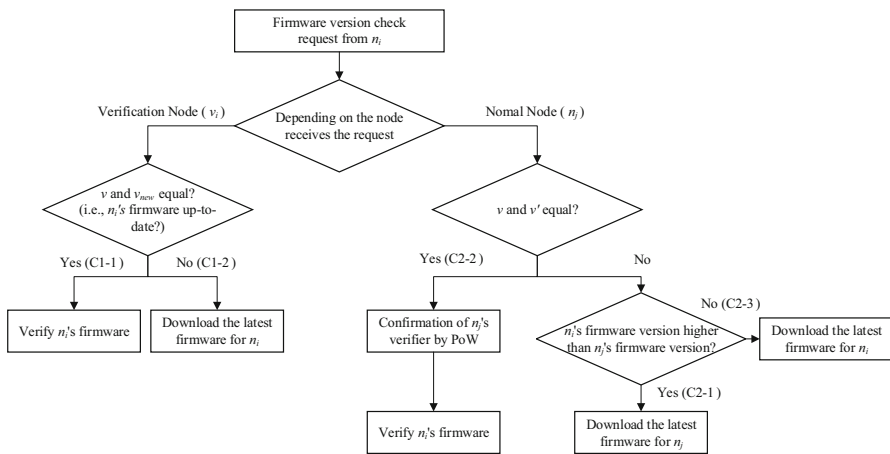 Firmware version check
request from nᵢ
Verification Node ( vᵢ )
Nomal Node ( nⱼ )
Depending on the node
receives the request
v and vₙₑw equal?
(i.e., nᵢ's firmware up-to-
date?)
v and v' equal?
Yes (C1-1 )
No (C1-2 )
Yes (C2-2 )
No
Verify nᵢ's firmware
Download the latest
firmware for nᵢ
Confirmation of nⱼ's
verifier by PoW
nᵢ's firmware version higher
than nⱼ's firmware version?
No (C2-3 )
Download the latest
firmware for nᵢ
Yes (C2-1 )
Verify nᵢ's firmware
Download the latest
firmware for nⱼ